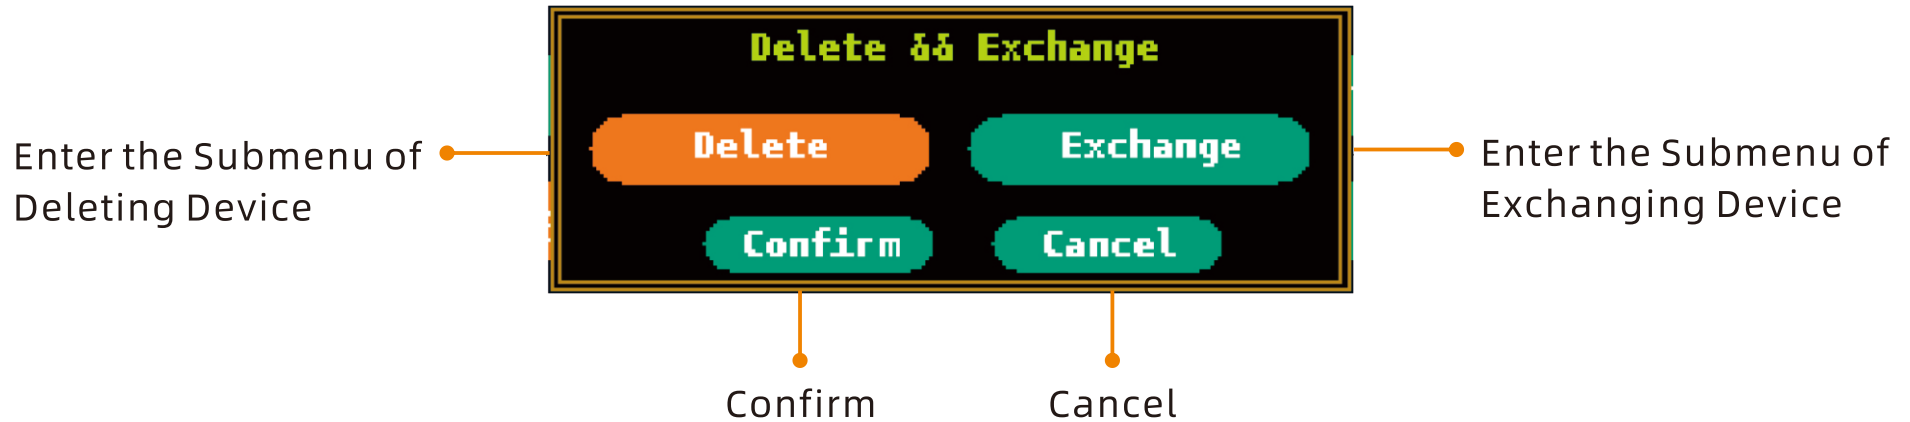 Delete && Exchange
Delete
Exchange
Confirm
Cancel
Enter the Submenu of
Deleting Device
Enter the Submenu of
Exchanging Device
Confirm
Cancel